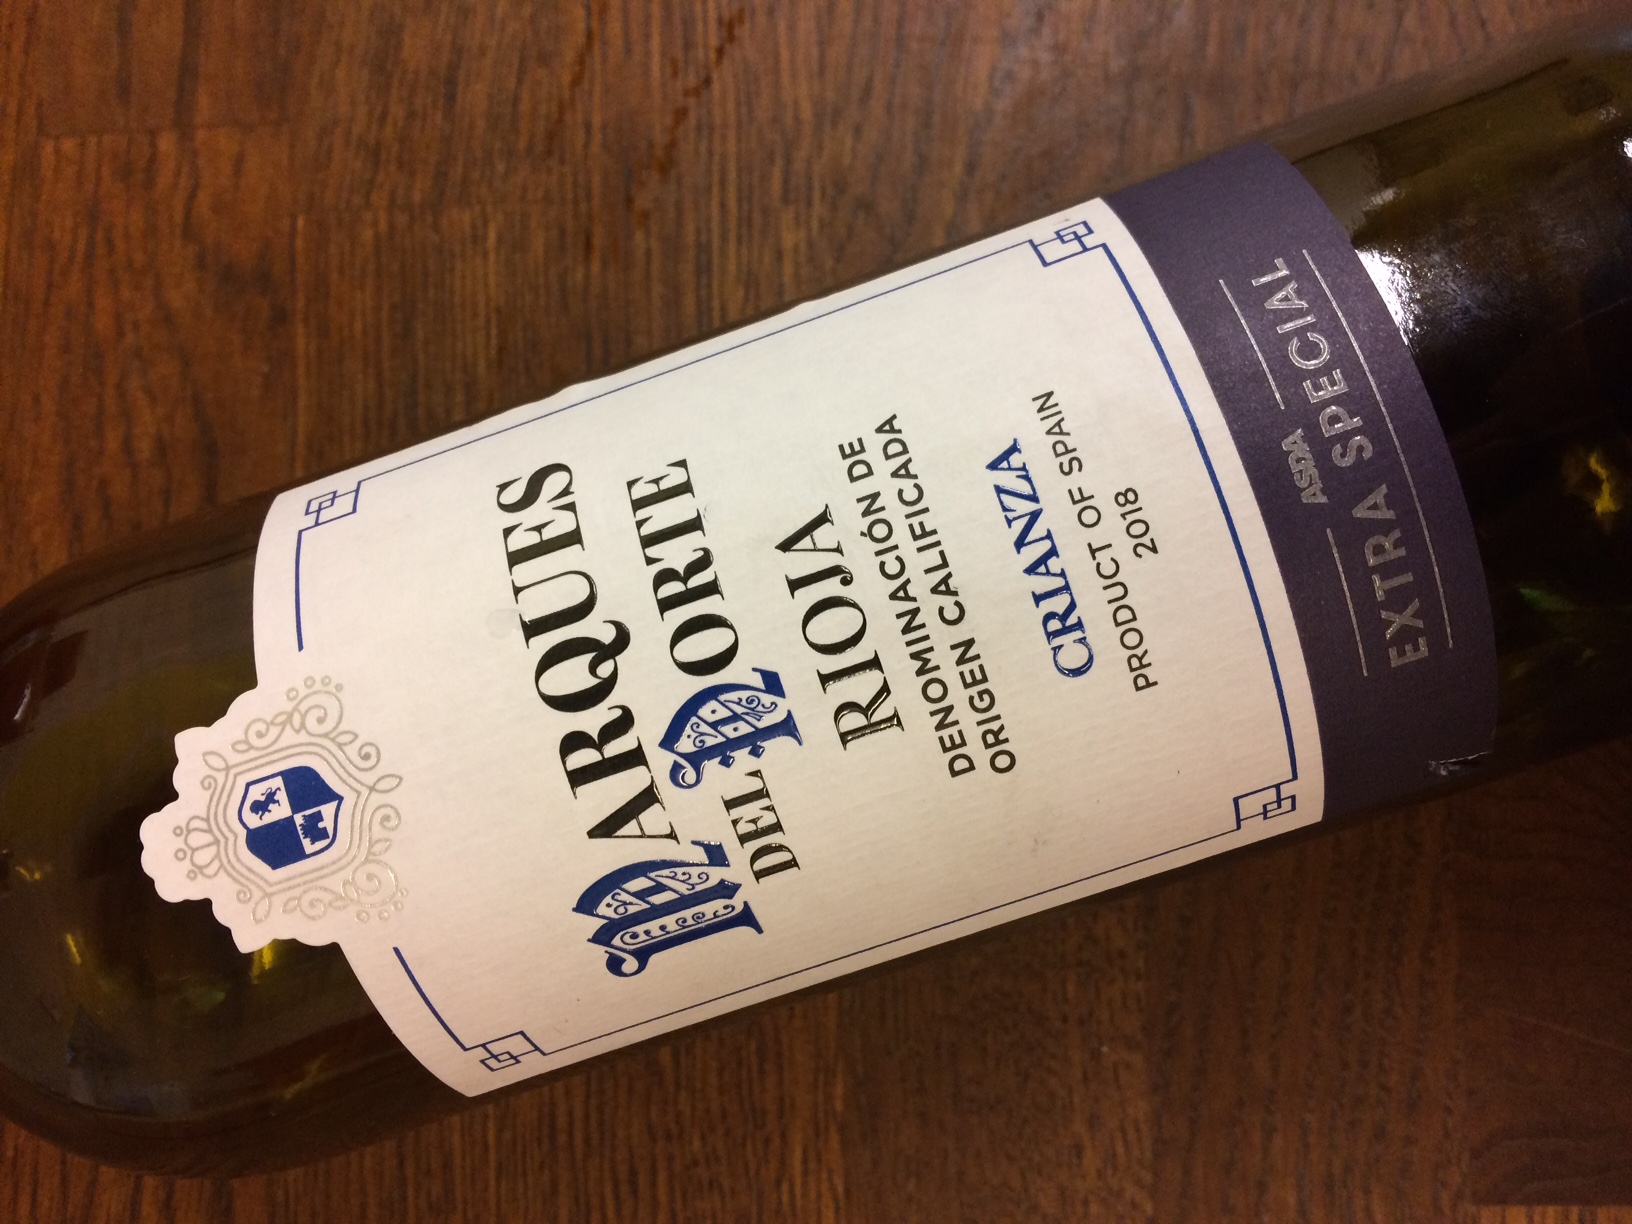 MARQUES
DEL NORTE
RIOJA
DENOMINACIÓN DE
ORIGEN CALIFICADA
CRIANZA
PRODUCT OF SPAIN
2018
ASDA
EXTRA SPECIAL